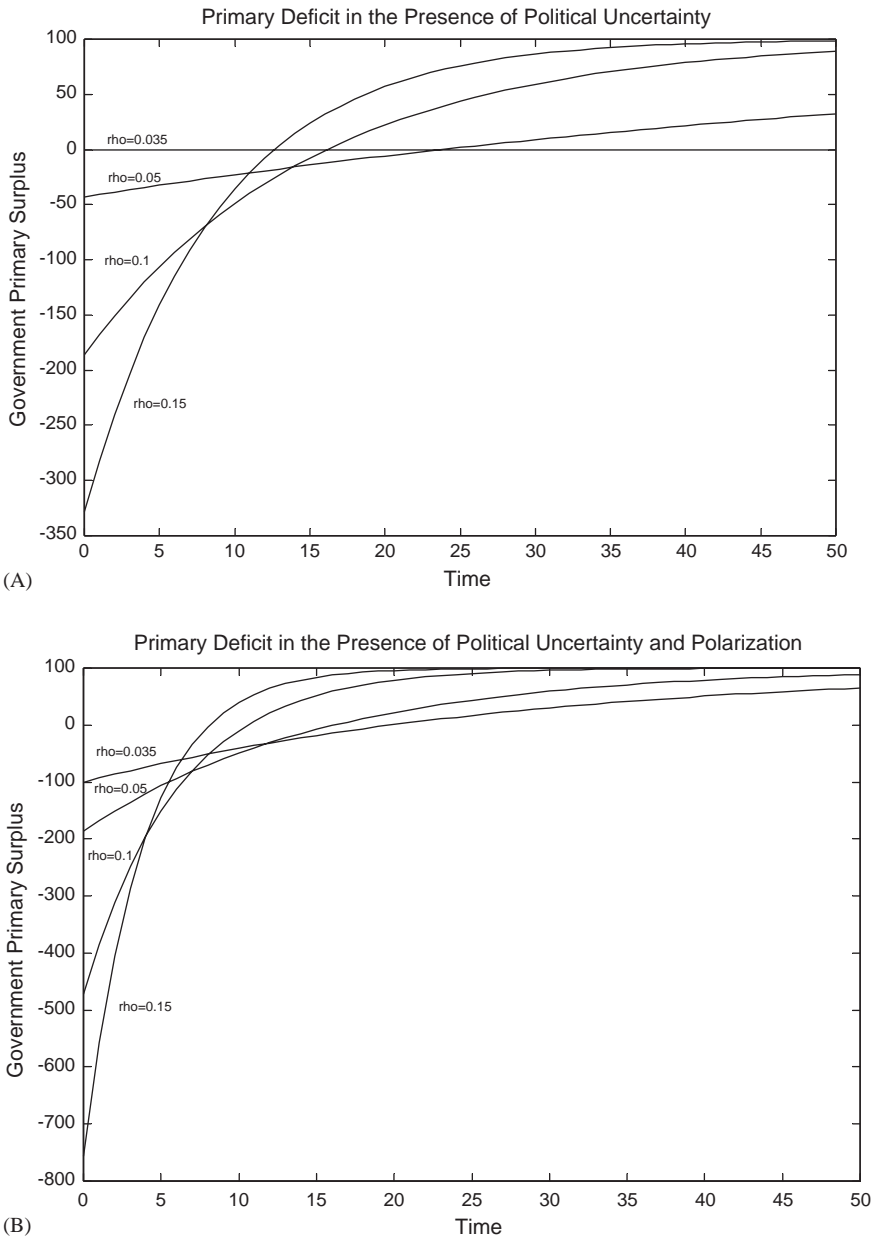 Primary Deficit in the Presence of Political Uncertainty
100
50
0
-50
-100
-150
-200
-250
-300
-350
Government Primary Surplus
rho=0.035
rho=0.05
rho=0.1
rho=0.15
0 5 10 15 20 25 30 35 40 45 50
Time
(A)
Primary Deficit in the Presence of Political Uncertainty and Polarization
100
0
-100
-200
-300
-400
-500
-600
-700
-800
Government Primary Surplus
rho=0.035
rho=0.05
rho=0.1
rho=0.15
0 5 10 15 20 25 30 35 40 45 50
Time
(B)